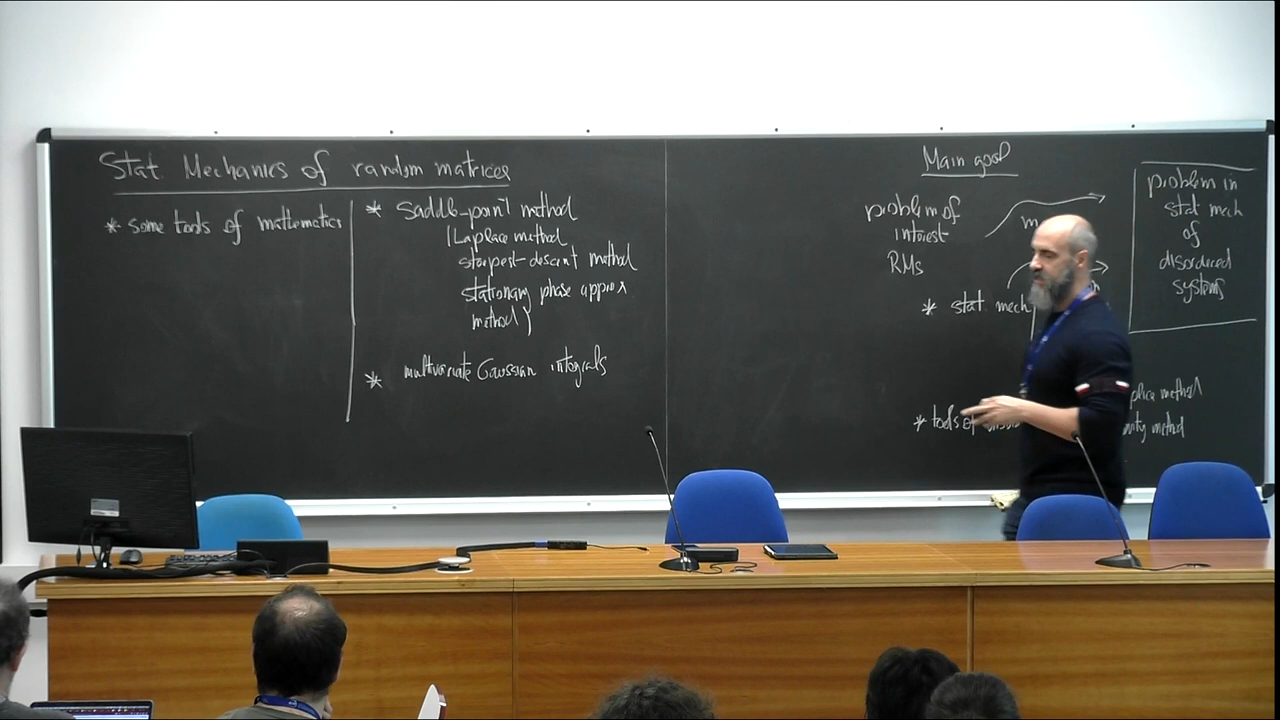 Stat. Mechanics of random matrices
* some tools of mathematics
* Saddle-point method
(Laplace method
steepest-descent method
stationary phase approx
method)
* multivariate Gaussian integrals
Main goal
problem of
interest
RMs
problem in
stat mech
of
disordered
systems
* stat mech
* tools of
method
method